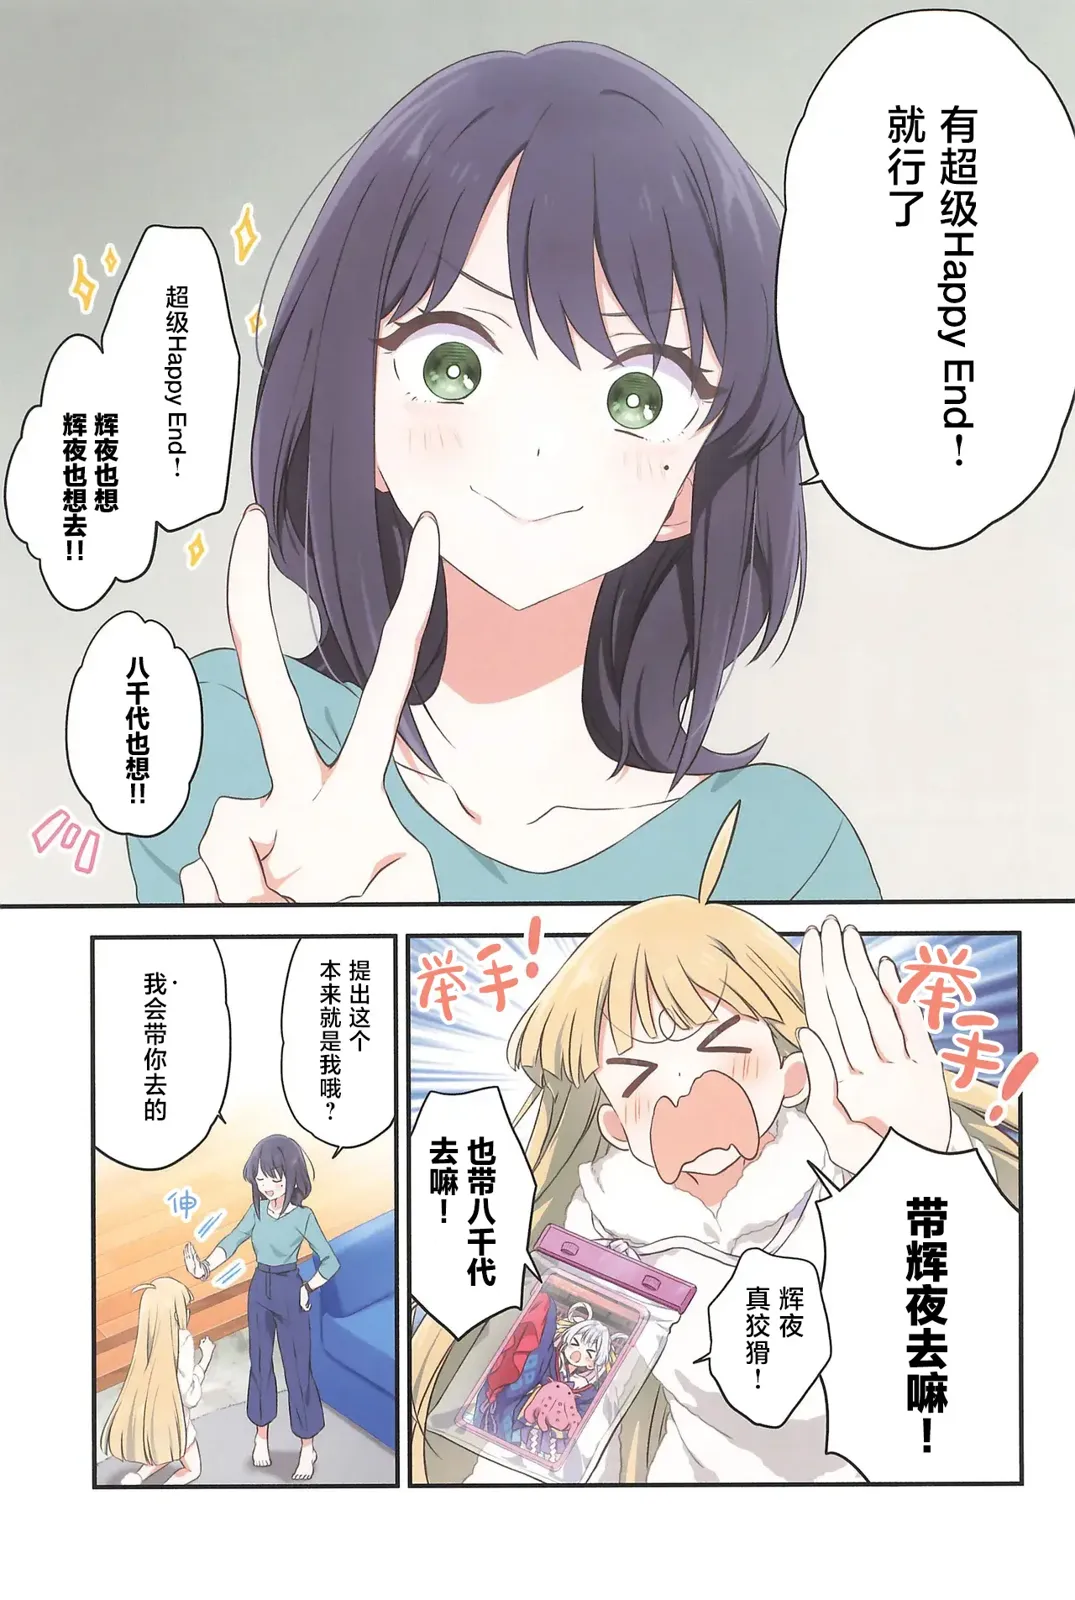 有超级Happy End！
就行了
超级Happy End！
辉夜也想
辉夜也想去!!
八千代也想!!
举手！
举手！
带辉夜去嘛！
辉夜
真狡猾！
也带八千代
去嘛！
提出这个
本来就是我哦？
我会带你去的
伸